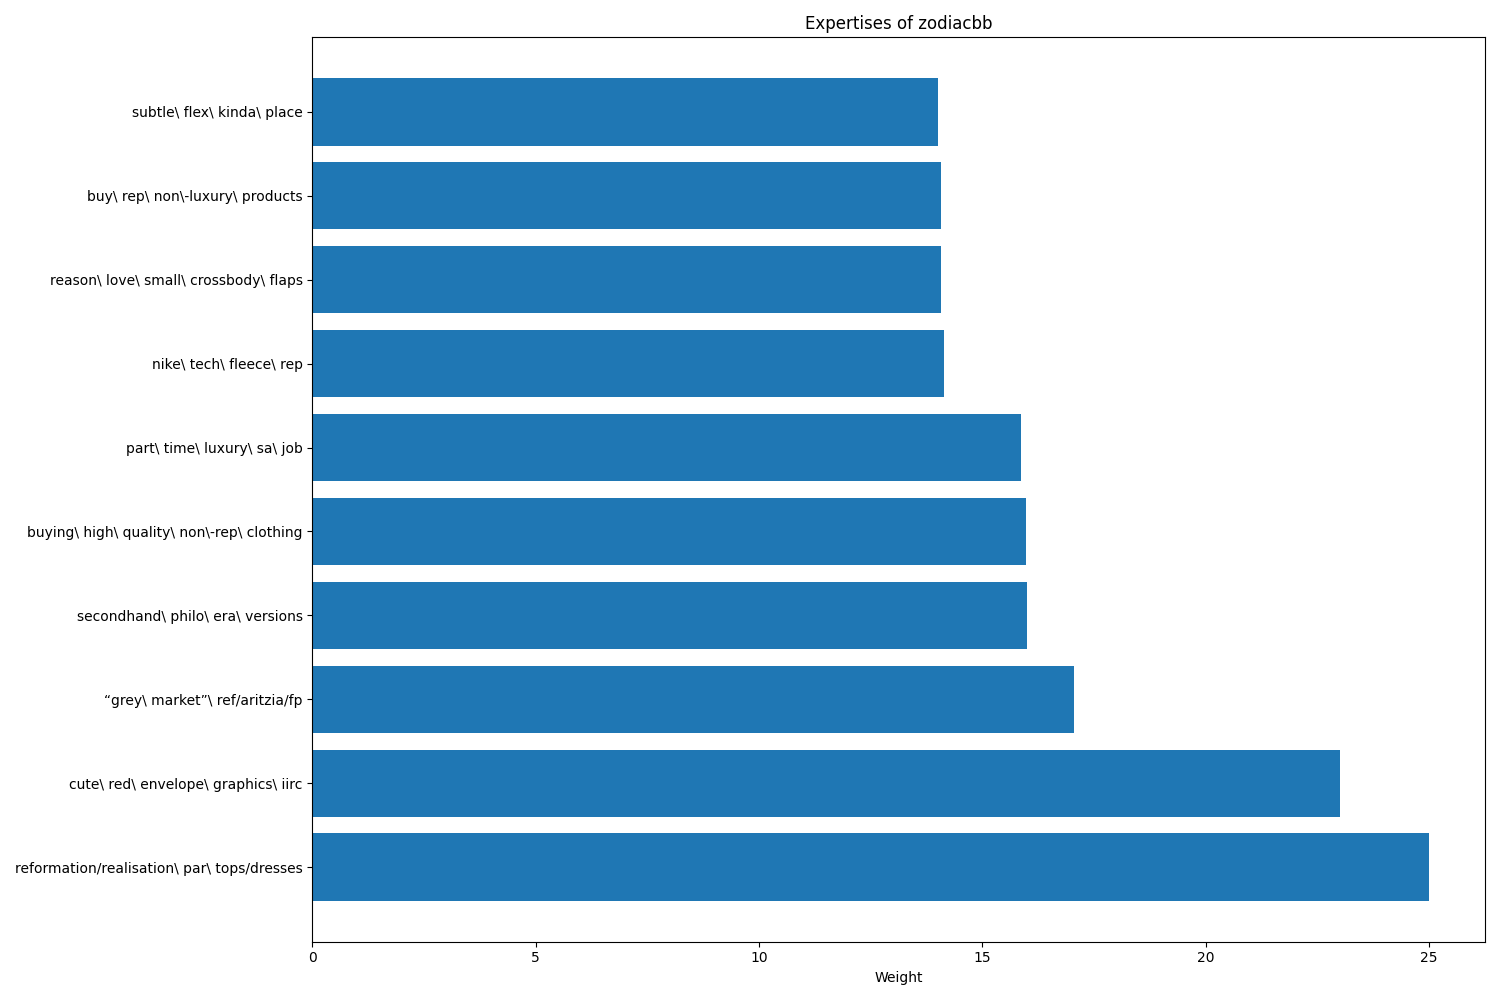 Expertises of zodiacbb
subtle\ flex\ kinda\ place
buy\ rep\ non\-luxury\ products
reason\ love\ small\ crossbody\ flaps
nike\ tech\ fleece\ rep
part\ time\ luxury\ sa\ job
buying\ high\ quality\ non\-rep\ clothing
secondhand\ philo\ era\ versions
“grey\ market”\ ref/aritzia/fp
cute\ red\ envelope\ graphics\ iirc
reformation/realisation\ par\ tops/dresses
0 5 10 15 20 25
Weight